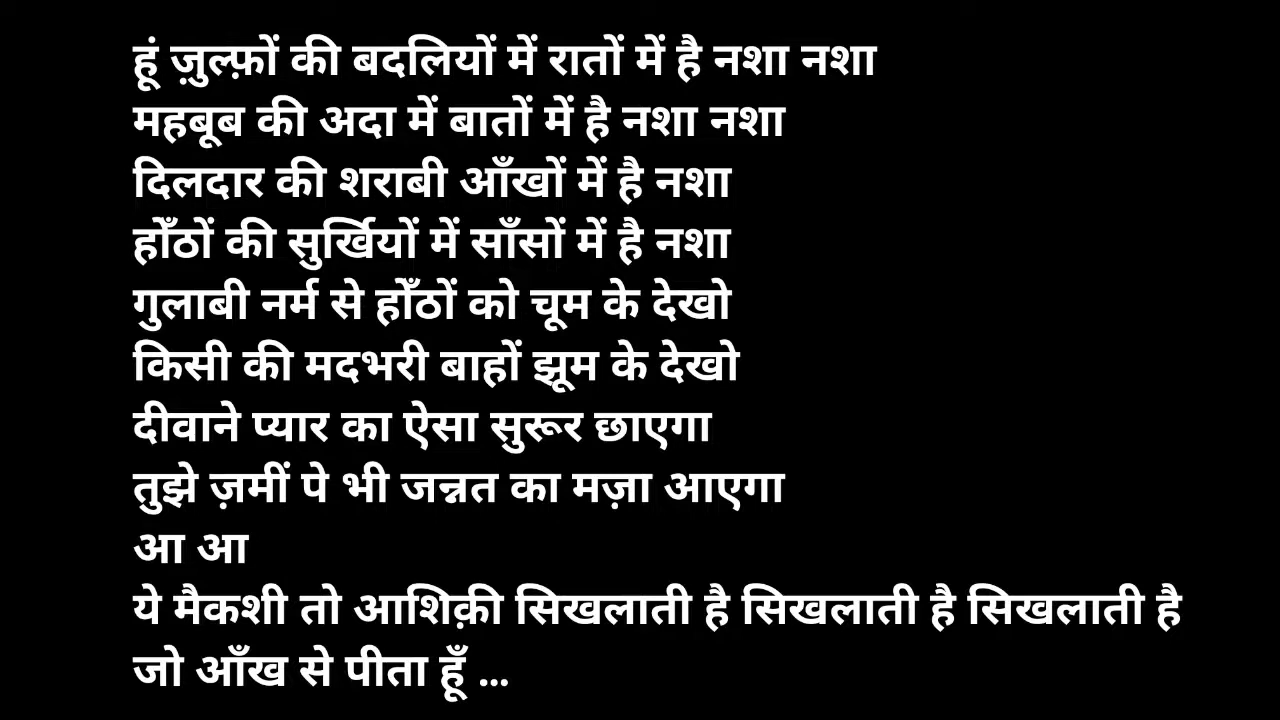 हूं ज़ुल्फ़ों की बदलियों में रातों में है नशा नशा
महबूब की अदा में बातों में है नशा नशा
दिलदार की शराबी आँखों में है नशा
होँठों की सुर्खियों में साँसों में है नशा
गुलाबी नर्म से होँठों को चूम के देखो
किसी की मदभरी बाहों झूम के देखो
दीवाने प्यार का ऐसा सुरूर छाएगा
तुझे ज़मीं पे भी जन्नत का मज़ा आएगा
आ आ
ये मैकशी तो आशिक़ी सिखलाती है सिखलाती है सिखलाती है
जो आँख से पीता हूँ ...